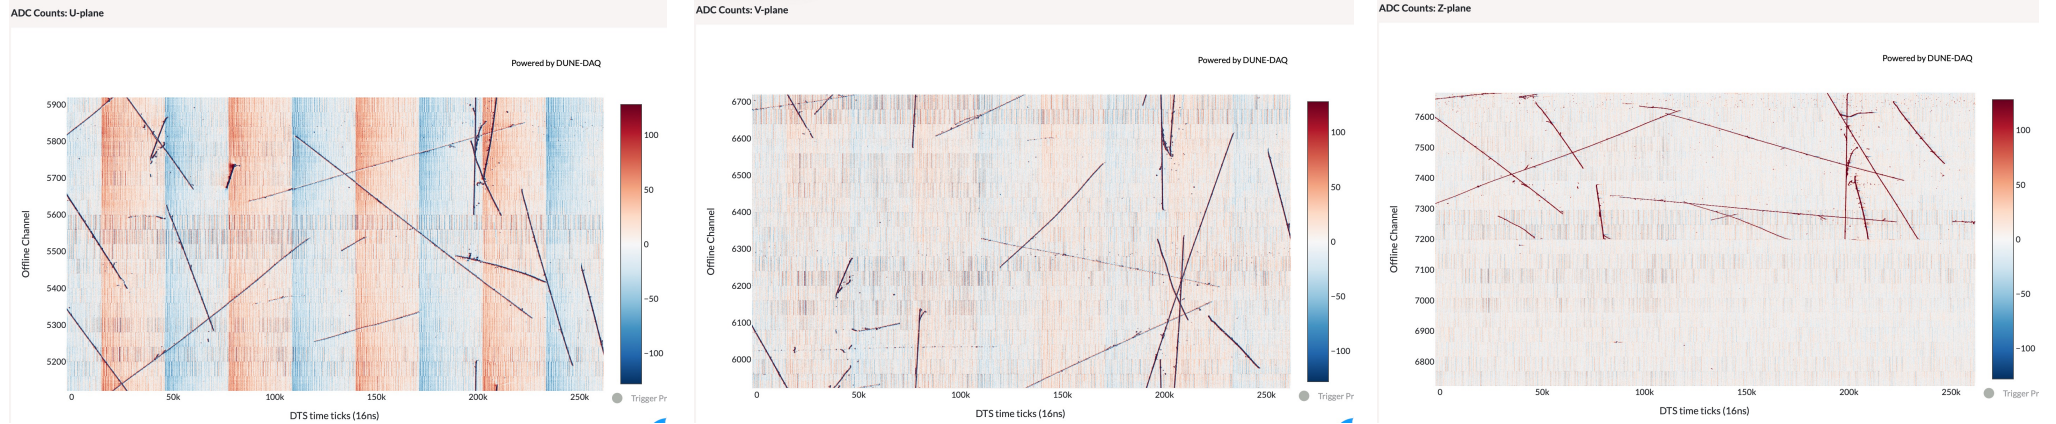 ADC Counts: U-plane
Powered by DUNE-DAQ
5900
5800
5700
5600
5500
5400
5300
5200
Offline Channel
0 50k 100k 150k 200k 250k
DTS time ticks (16ns)
100
50
0
−50
−100
Trigger Pr
ADC Counts: V-plane
Powered by DUNE-DAQ
6700
6600
6500
6400
6300
6200
6100
6000
Offline Channel
0 50k 100k 150k 200k 250k
DTS time ticks (16ns)
100
50
0
−50
−100
Trigger Pr
ADC Counts: Z-plane
Powered by DUNE-DAQ
7600
7500
7400
7300
7200
7100
7000
6900
6800
Offline Channel
0 50k 100k 150k 200k 250k
DTS time ticks (16ns)
100
50
0
−50
−100
Trigger Pr